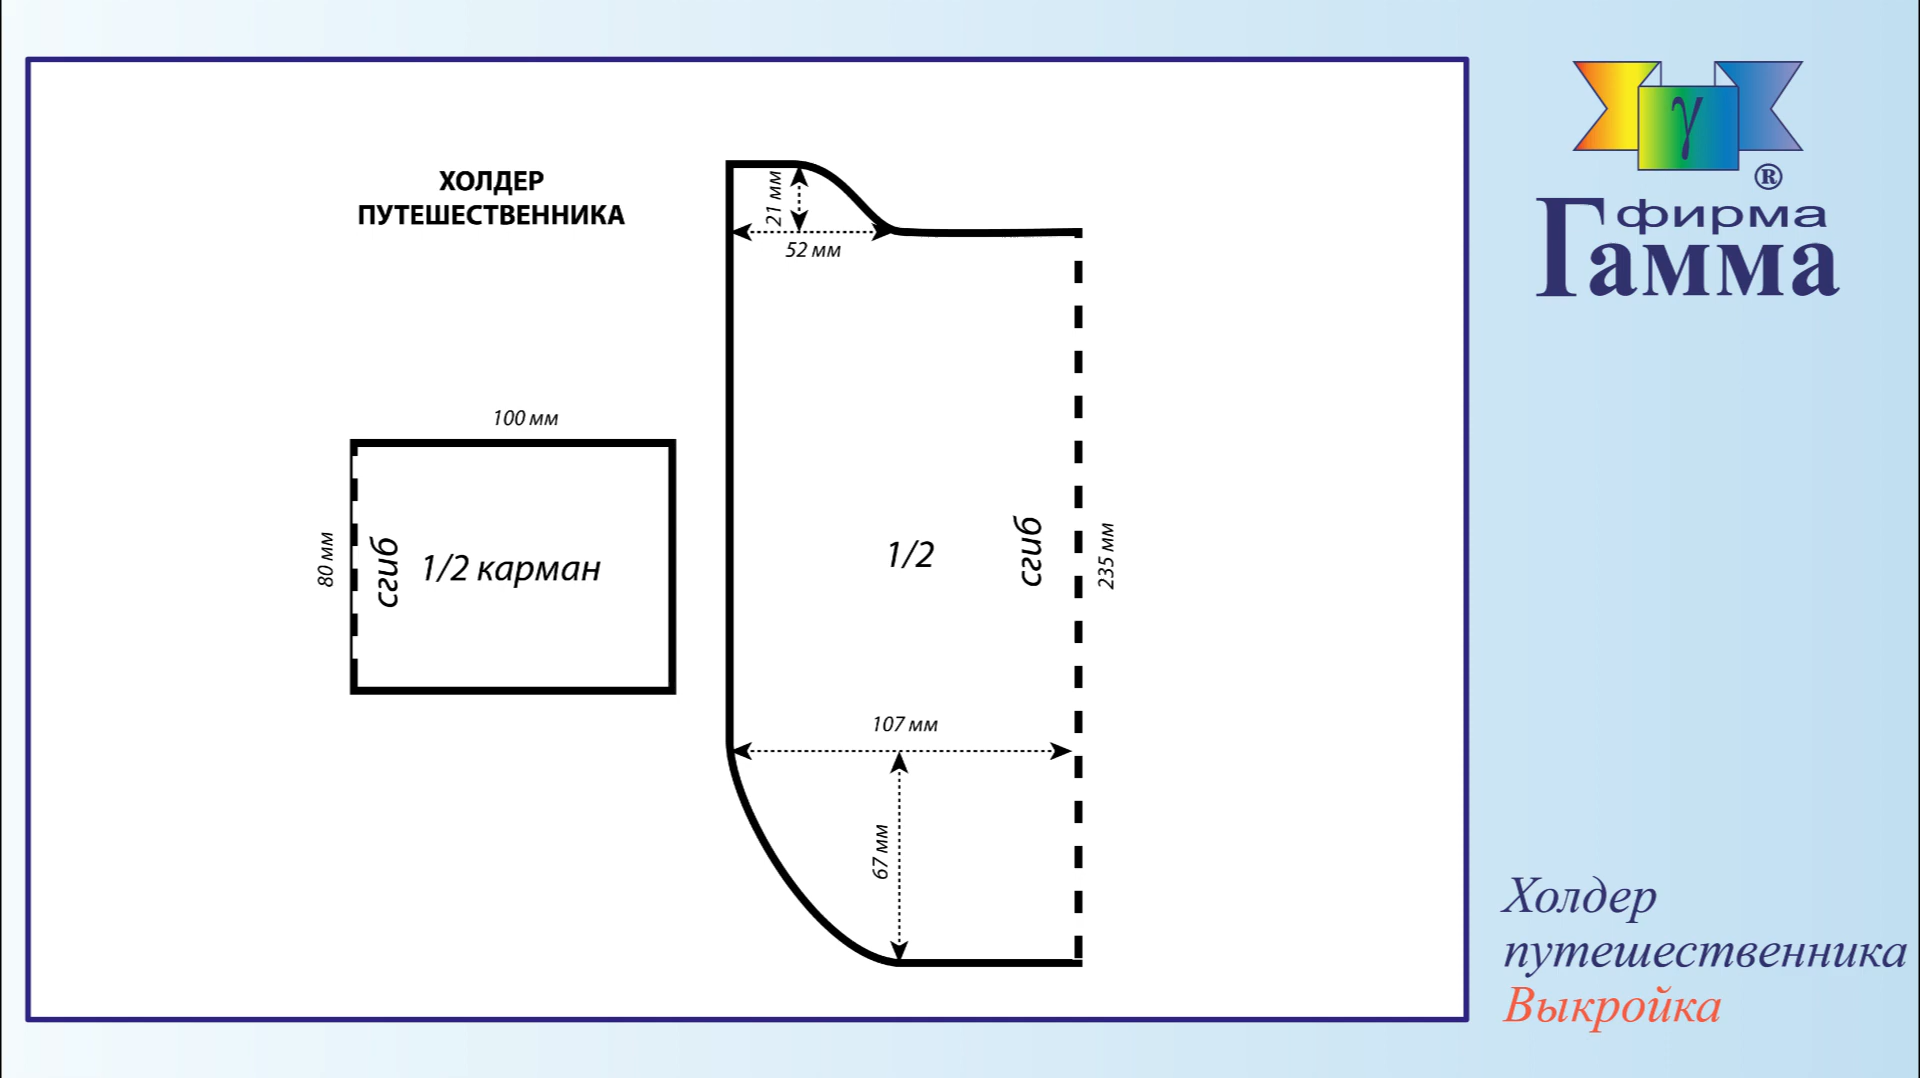 ХОЛДЕР
ПУТЕШЕСТВЕННИКА
21 мм
52 мм
100 мм
80 мм
сгиб
1/2 карман
1/2
сгиб
235 мм
107 мм
67 мм
γ
®
фирма
Гамма
Холдер
путешественника
Выкройка